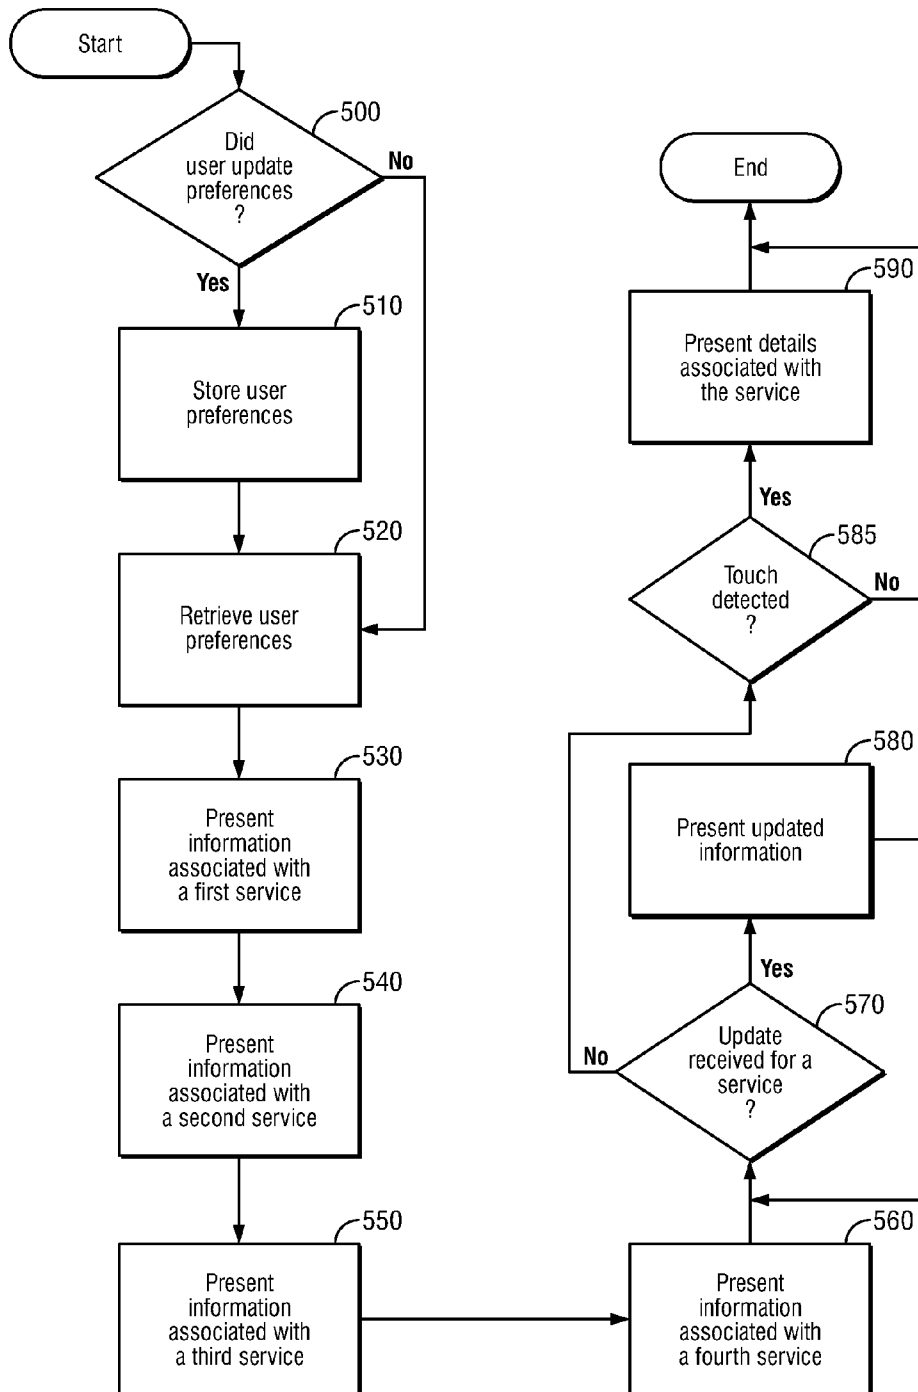 Start
500
Did
user update
preferences
?
No
Yes
510
Store user
preferences
520
Retrieve user
preferences
530
Present
information
associated with
a first service
540
Present
information
associated with
a second service
550
Present
information
associated with
a third service
End
590
Present details
associated with
the service
Yes
585
Touch
detected
?
No
580
Present updated
information
Yes
570
Update
received for a
service
?
No
560
Present
information
associated with
a fourth service